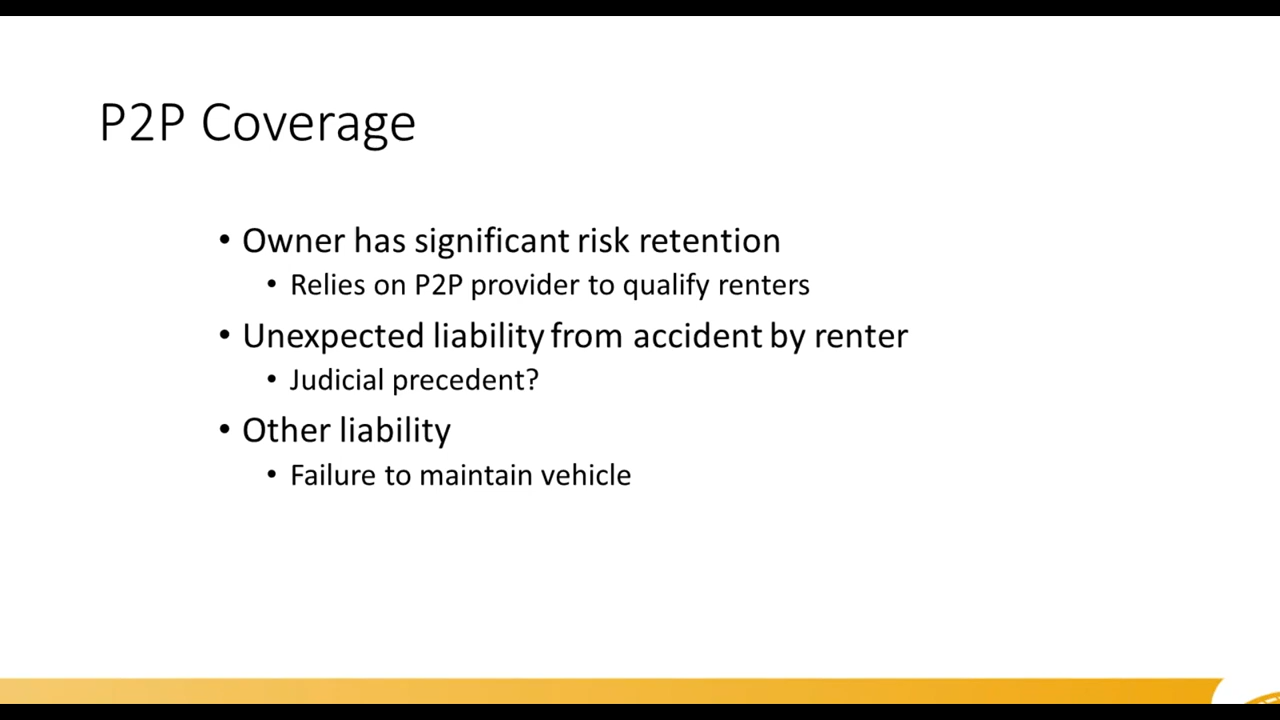 P2P Coverage
• Owner has significant risk retention
• Relies on P2P provider to qualify renters
• Unexpected liability from accident by renter
• Judicial precedent?
• Other liability
• Failure to maintain vehicle